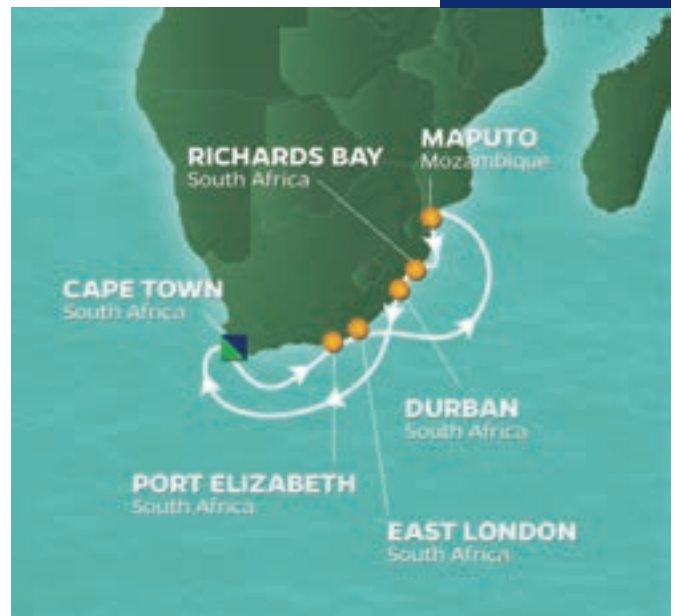 MAPUTO
Mozambique
RICHARDS BAY
South Africa
CAPE TOWN
South Africa
DURBAN
South Africa
PORT ELIZABETH
South Africa
EAST LONDON
South Africa